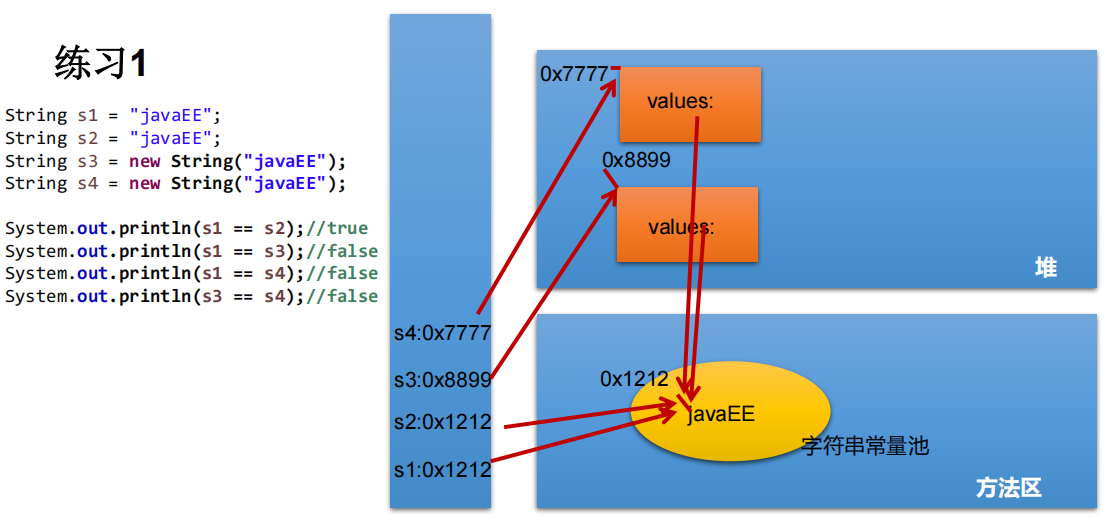 练习1
String s1 = "javaEE";
String s2 = "javaEE";
String s3 = new String("javaEE");
String s4 = new String("javaEE");
System.out.println(s1 == s2);//true
System.out.println(s1 == s3);//false
System.out.println(s1 == s4);//false
System.out.println(s3 == s4);//false
s4:0x7777
s3:0x8899
s2:0x1212
s1:0x1212
0x7777
values:
0x8899
values:
堆
0x1212
javaEE
字符串常量池
方法区